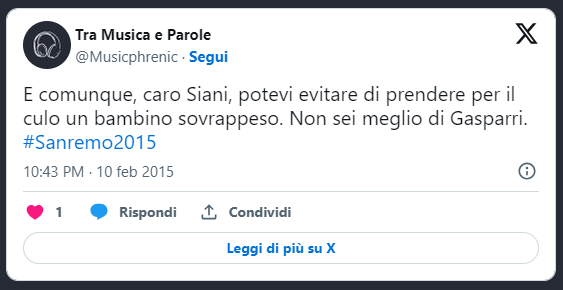 Tra Musica e Parole
@Musicphrenic · Segui
E comunque, caro Siani, potevi evitare di prendere per il
culo un bambino sovrappeso. Non sei meglio di Gasparri.
#Sanremo2015
10:43 PM · 10 feb 2015
1 Rispondi Condividi
Leggi di più su X